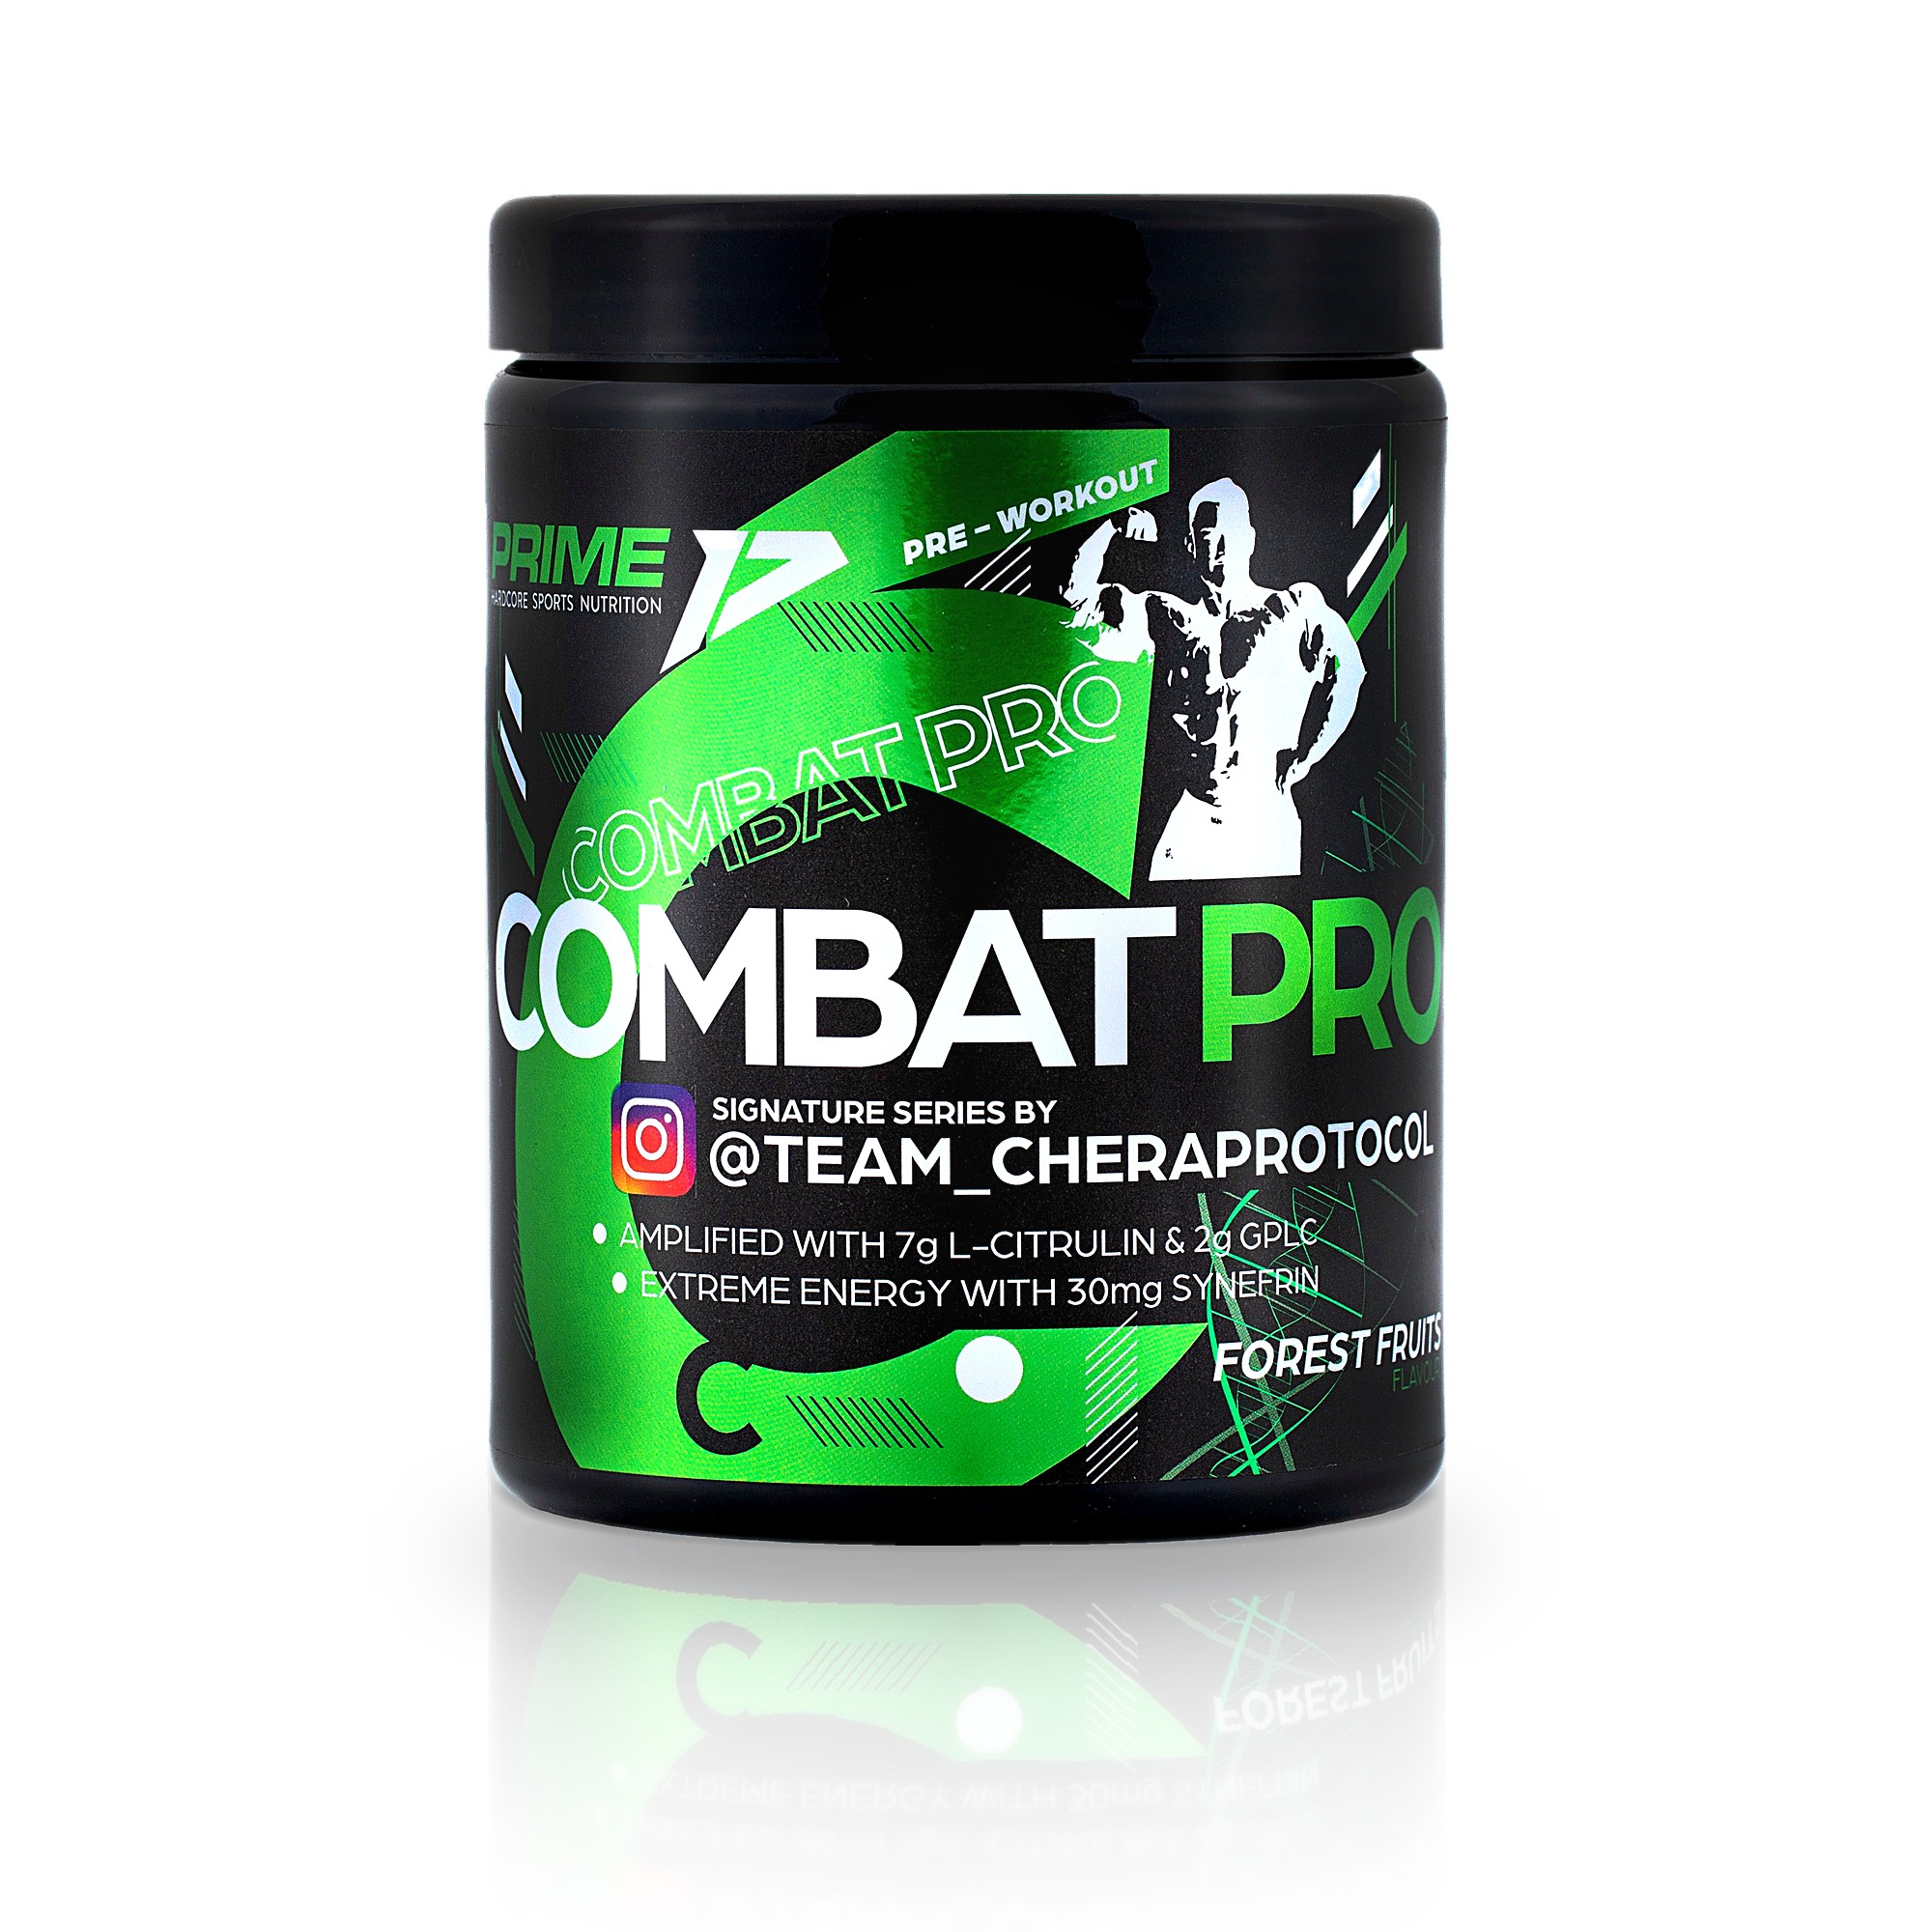 PRE – WORKOUT
PRIME
HARDCORE SPORTS NUTRITION
COMBAT PRO
COMBAT PRO
SIGNATURE SERIES BY
@TEAM_CHERAPROTOCOL
AMPLIFIED WITH 7g L-CITRULIN & 2g GPLC
EXTREME ENERGY WITH 30mg SYNEFRIN
FOREST FRUITS
FLAVOUR
C